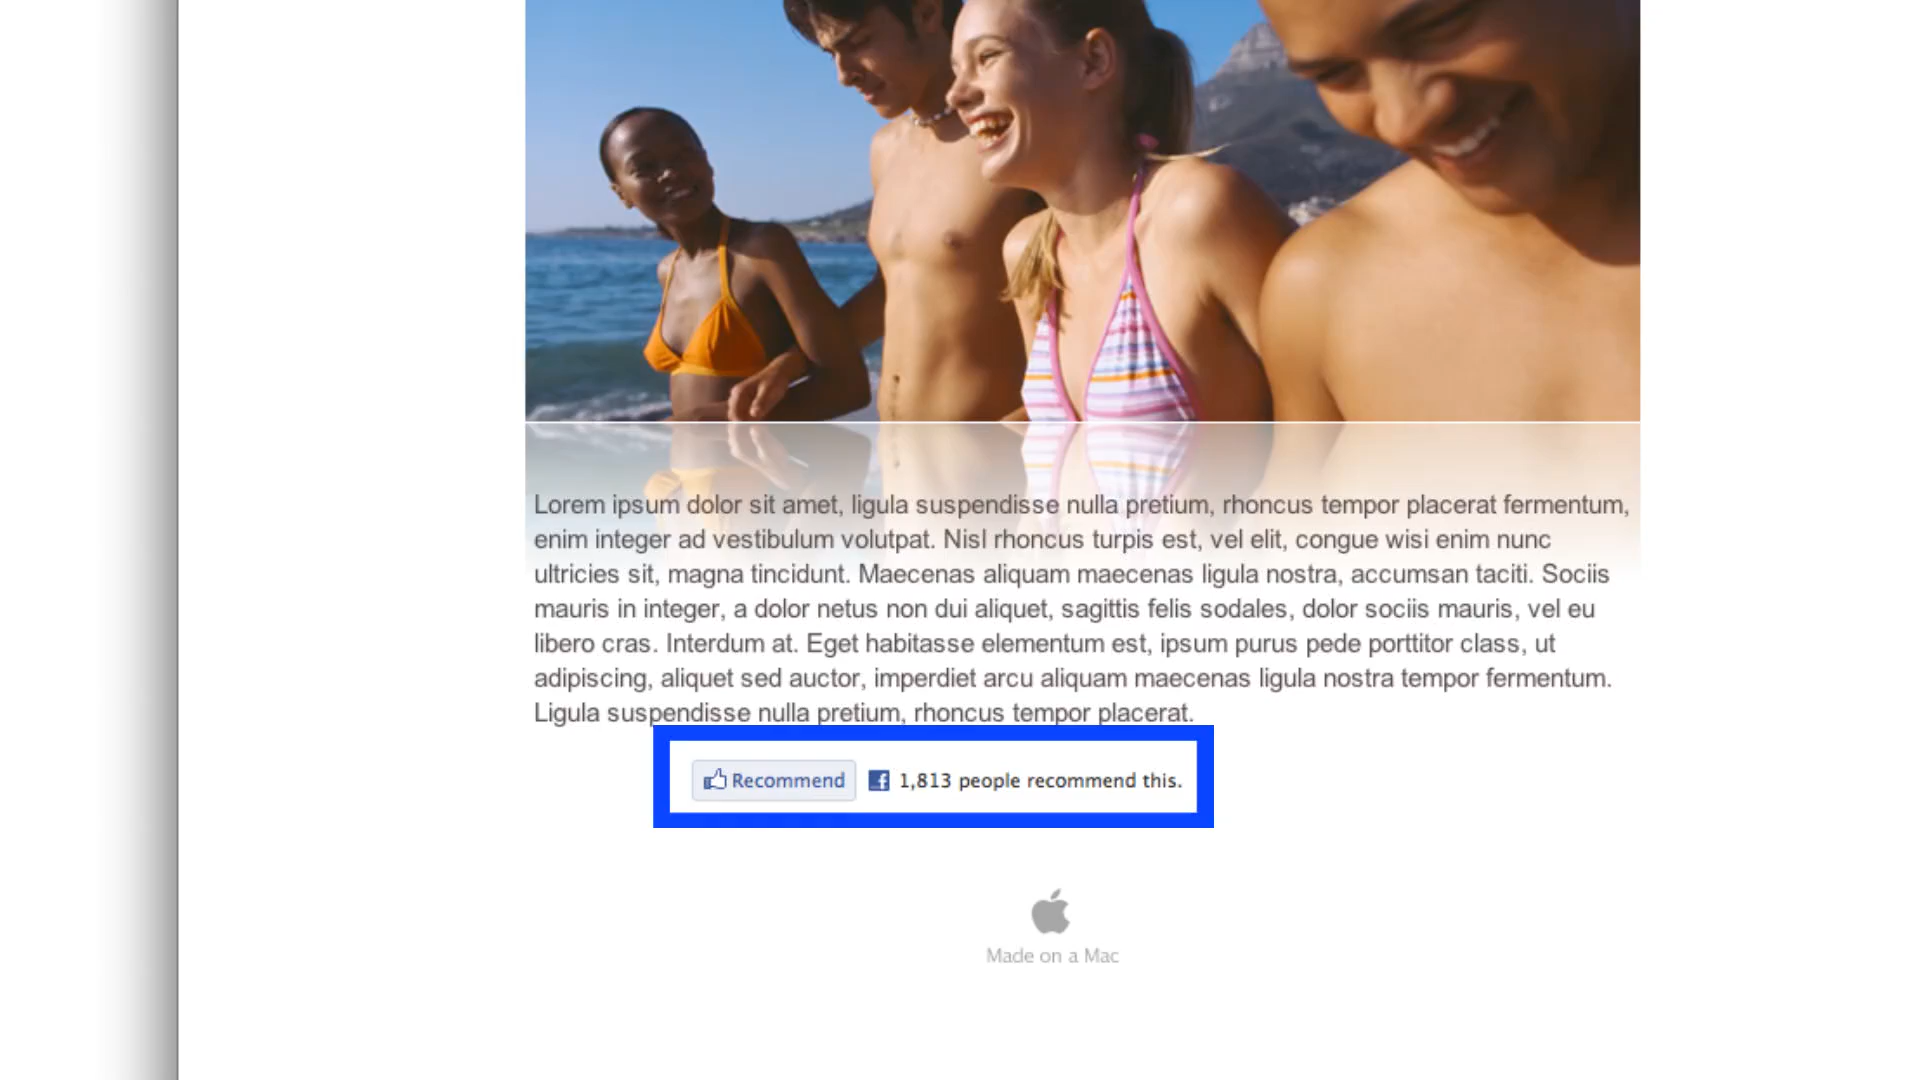 Lorem ipsum dolor sit amet, ligula suspendisse nulla pretium, rhoncus tempor placerat fermentum,
enim integer ad vestibulum volutpat. Nisl rhoncus turpis est, vel elit, congue wisi enim nunc
ultricies sit, magna tincidunt. Maecenas aliquam maecenas ligula nostra, accumsan taciti. Sociis
mauris in integer, a dolor netus non dui aliquet, sagittis felis sodales, dolor sociis mauris, vel eu
libero cras. Interdum at. Eget habitasse elementum est, ipsum purus pede porttitor class, ut
adipiscing, aliquet sed auctor, imperdiet arcu aliquam maecenas ligula nostra tempor fermentum.
Ligula suspendisse nulla pretium, rhoncus tempor placerat.
Recommend 1,813 people recommend this.
Made on a Mac